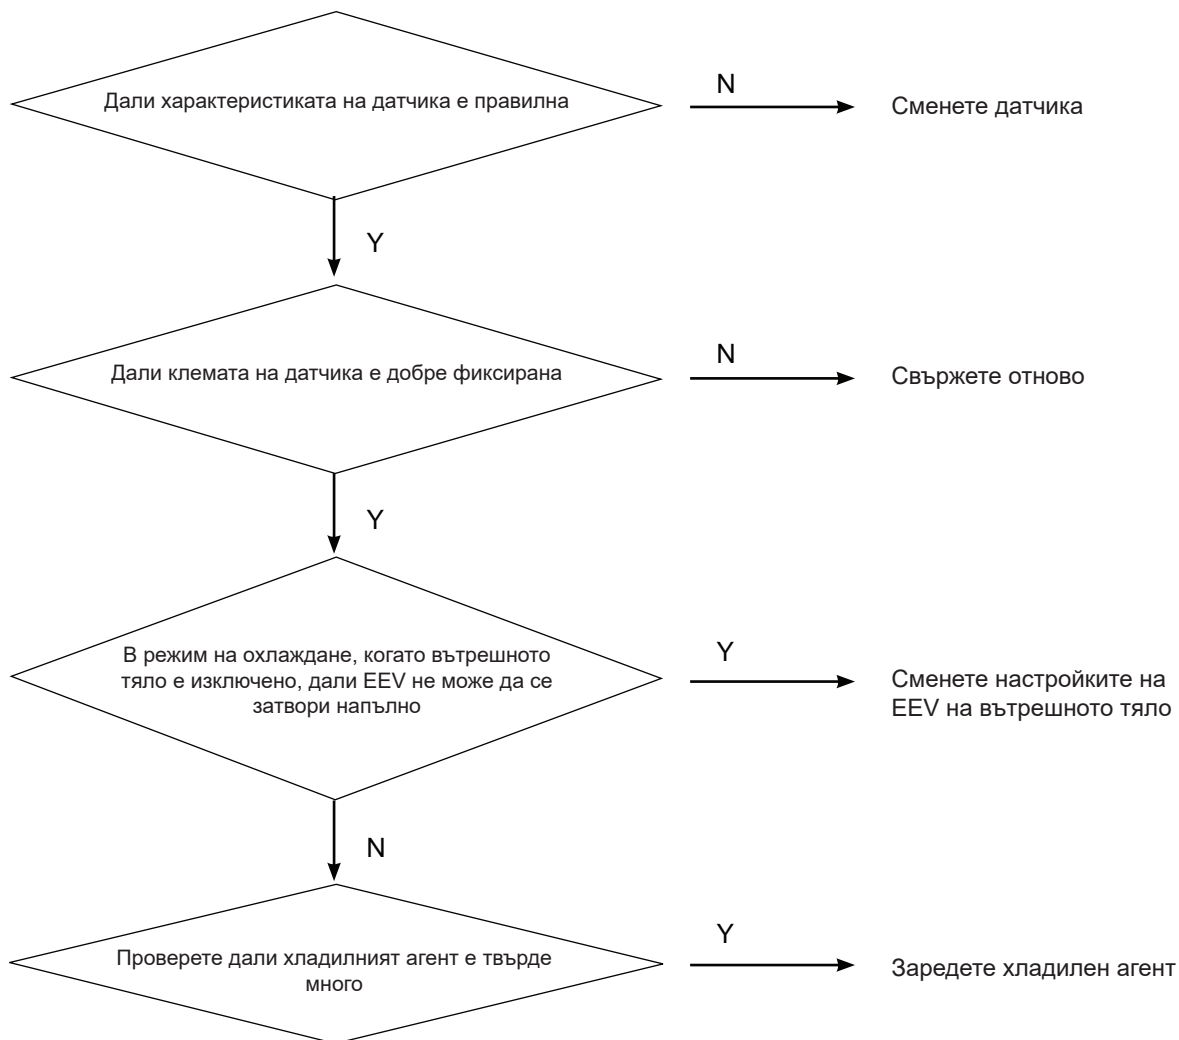 Дали характеристиката на датчика е правилна
N
Сменете датчика
Y
Дали клемата на датчика е добре фиксирана
N
Свържете отново
Y
В режим на охлаждане, когато вътрешното
тяло е изключено, дали EEV не може да се
затвори напълно
Y
Сменете настройките на
EEV на вътрешното тяло
N
Проверете дали хладилният агент е твърде
много
Y
Заредете хладилен агент